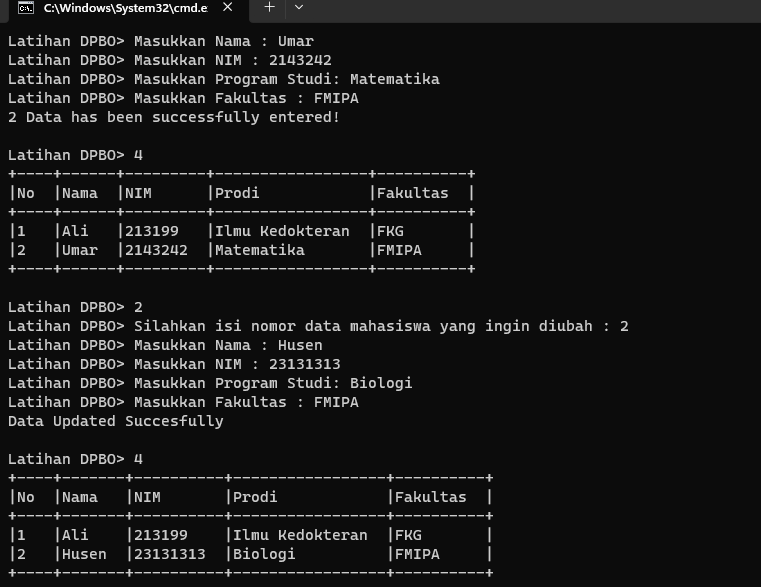 C:\Windows\System32\cmd.e
Latihan DPBO> Masukkan Nama : Umar
Latihan DPBO> Masukkan NIM : 2143242
Latihan DPBO> Masukkan Program Studi: Matematika
Latihan DPBO> Masukkan Fakultas : FMIPA
2 Data has been successfully entered!
Latihan DPBO> 4
+----+------+---------+-----------------+----------+
|No  |Nama  |NIM      |Prodi            |Fakultas  |
+----+------+---------+-----------------+----------+
|1   |Ali   |213199   |Ilmu Kedokteran  |FKG       |
|2   |Umar  |2143242  |Matematika       |FMIPA     |
+----+------+---------+-----------------+----------+
Latihan DPBO> 2
Latihan DPBO> Silahkan isi nomor data mahasiswa yang ingin diubah : 2
Latihan DPBO> Masukkan Nama : Husen
Latihan DPBO> Masukkan NIM : 23131313
Latihan DPBO> Masukkan Program Studi: Biologi
Latihan DPBO> Masukkan Fakultas : FMIPA
Data Updated Succesfully
Latihan DPBO> 4
+----+-------+----------+-----------------+----------+
|No  |Nama   |NIM       |Prodi            |Fakultas  |
+----+-------+----------+-----------------+----------+
|1   |Ali    |213199    |Ilmu Kedokteran  |FKG       |
|2   |Husen  |23131313  |Biologi          |FMIPA     |
+----+-------+----------+-----------------+----------+